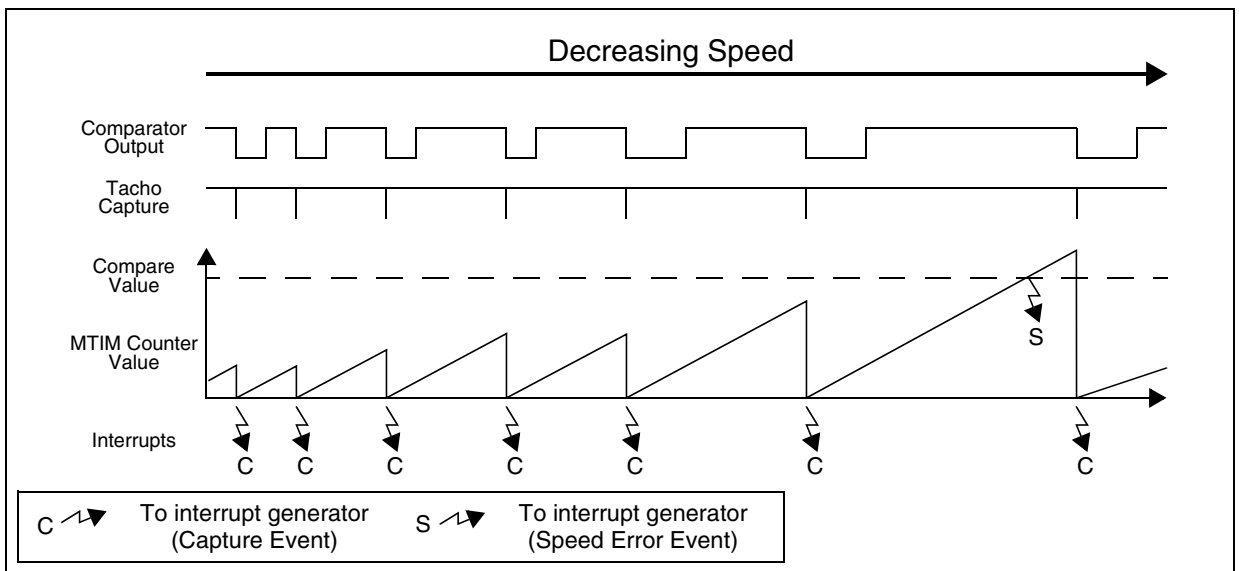 Decreasing Speed
Comparator
Output
Tacho
Capture
Compare
Value
MTIM Counter
Value
S
Interrupts
C C C C C C C
C To interrupt generator
(Capture Event)
S To interrupt generator
(Speed Error Event)